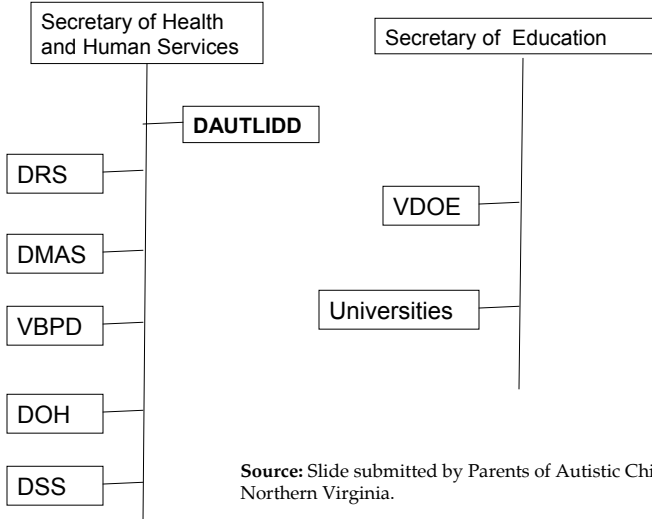 Secretary of Health
and Human Services
Secretary of Education
DAUTLIDD
DRS
VDOE
DMAS
Universities
VBPD
DOH
DSS
Source: Slide submitted by Parents of Autistic Chi
Northern Virginia.